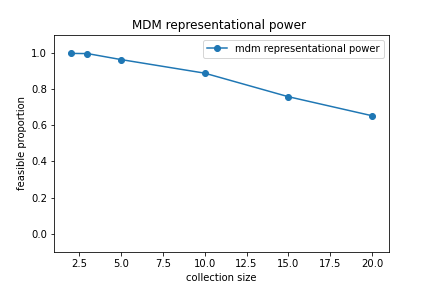 MDM representational power
mdm representational power
1.0
0.8
0.6
0.4
0.2
0.0
feasible proportion
2.5 5.0 7.5 10.0 12.5 15.0 17.5 20.0
collection size